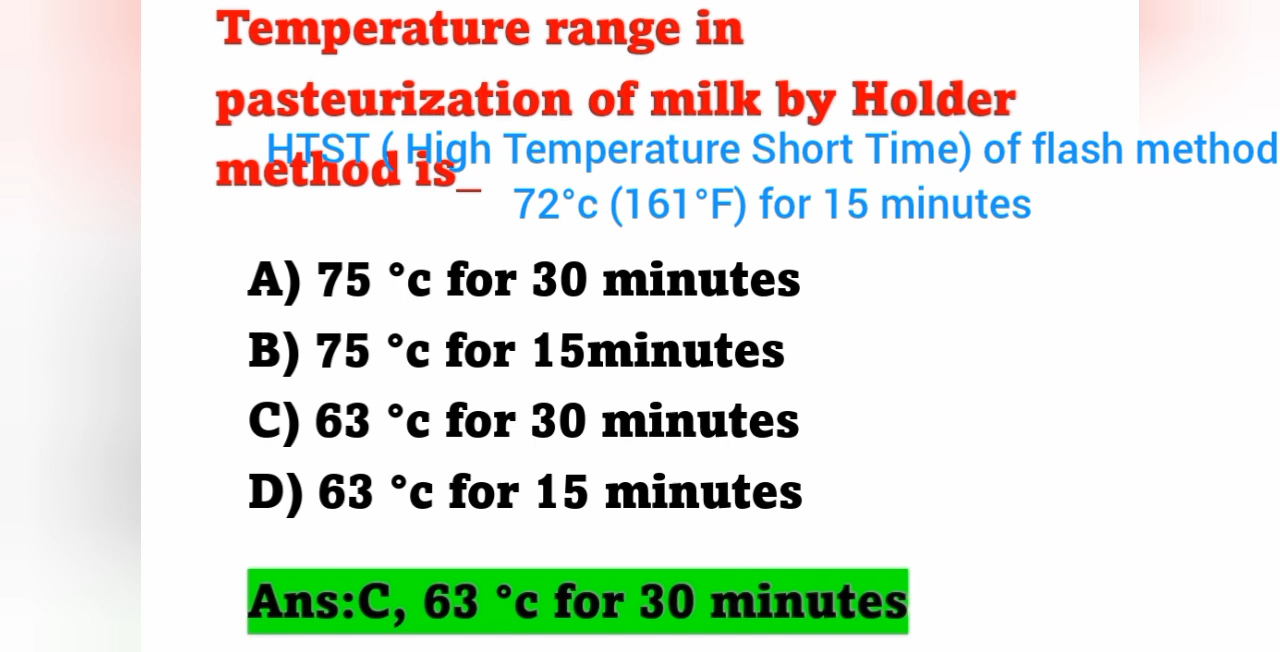 Temperature range in
pasteurization of milk by Holder
HTST ( High Temperature Short Time) of flash method
method is_
72°c (161°F) for 15 minutes
A) 75 °c for 30 minutes
B) 75 °c for 15minutes
C) 63 °c for 30 minutes
D) 63 °c for 15 minutes
Ans:C, 63 °c for 30 minutes